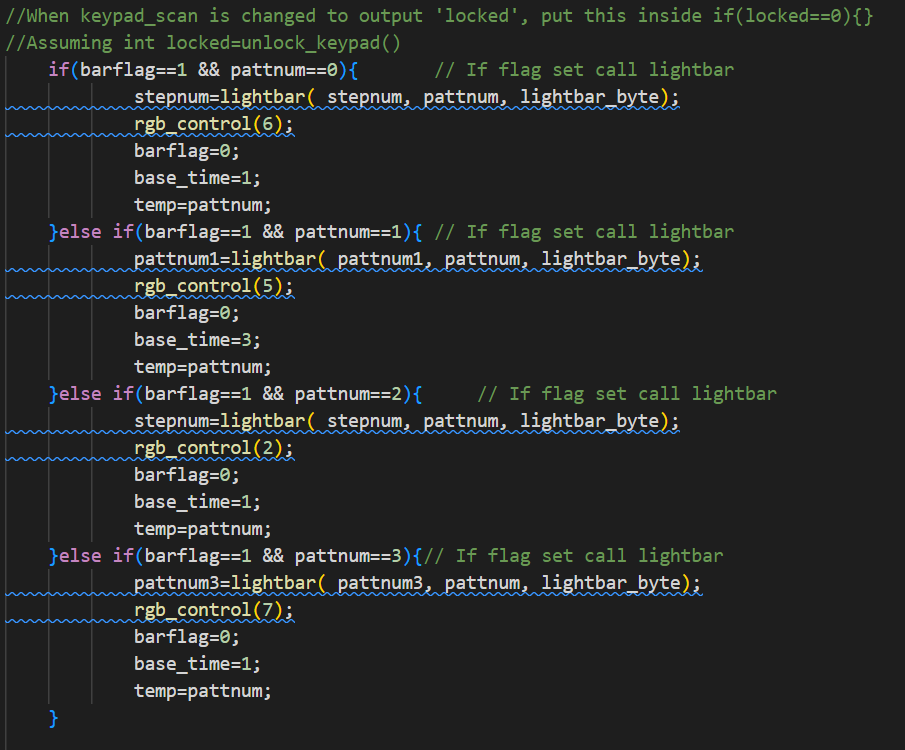 //When keypad_scan is changed to output 'locked', put this inside if(locked==0){}
//Assuming int locked=unlock_keypad()
    if(barflag==1 && pattnum==0){       // If flag set call lightbar
            stepnum=lightbar( stepnum, pattnum, lightbar_byte);
            rgb_control(6);
            barflag=0;
            base_time=1;
            temp=pattnum;
    }else if(barflag==1 && pattnum==1){ // If flag set call lightbar
            pattnum1=lightbar( pattnum1, pattnum, lightbar_byte);
            rgb_control(5);
            barflag=0;
            base_time=3;
            temp=pattnum;
    }else if(barflag==1 && pattnum==2){     // If flag set call lightbar
            stepnum=lightbar( stepnum, pattnum, lightbar_byte);
            rgb_control(2);
            barflag=0;
            base_time=1;
            temp=pattnum;
    }else if(barflag==1 && pattnum==3){// If flag set call lightbar
            pattnum3=lightbar( pattnum3, pattnum, lightbar_byte);
            rgb_control(7);
            barflag=0;
            base_time=1;
            temp=pattnum;
    }